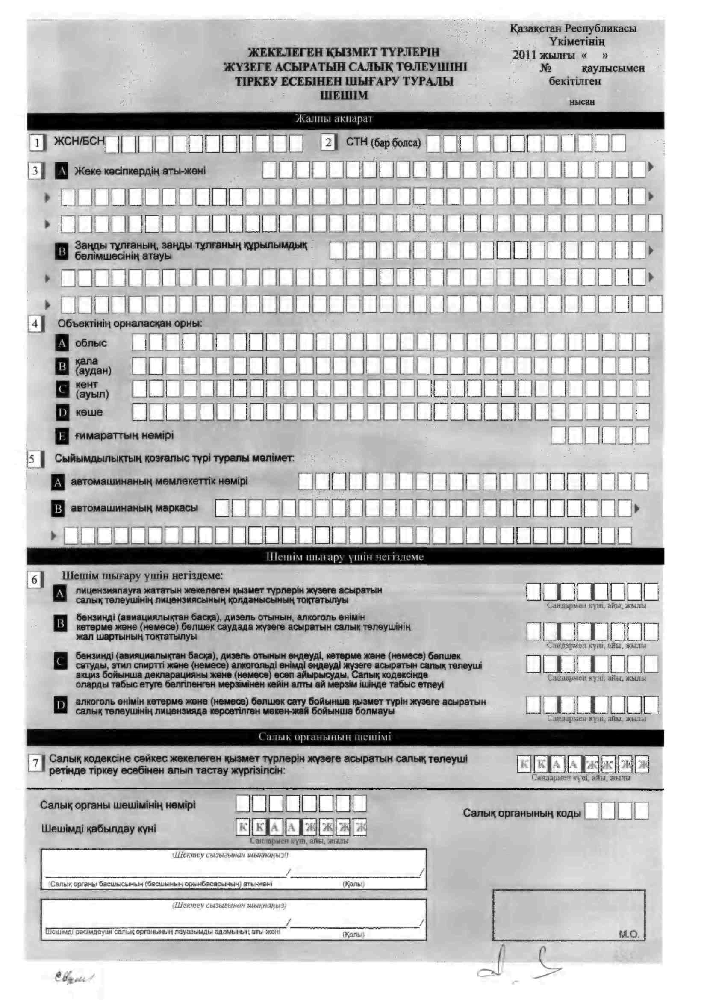 Қазақстан Республикасы
Үкіметінің
2011 жылғы « »
№ қаулысымен
бекітілген
нысан
ЖЕКЕЛЕГЕН ҚЫЗМЕТ ТҮРЛЕРІН
ЖҮЗЕГЕ АСЫРАТЫН САЛЫҚ ТӨЛЕУШІНІ
ТІРКЕУ ЕСЕБІНЕН ШЫҒАРУ ТУРАЛЫ
ШЕШІМ
Жалпы ақпарат
1 ЖСН/БСН 2 СТН (бар болса)
3 A Жеке кәсіпкердің аты-жөні
B Заңды тұлғаның, заңды тұлғаның құрылымдық
бөлімшесінің атауы
4 Объектінің орналасқан орны:
A облыс
B қала
(аудан)
C кент
(ауыл)
D көше
E ғимараттың нөмірі
5 Сыйымдылықтың қозғалыс түрі туралы мәлімет:
A автомашинаның мемлекеттік нөмірі
B автомашинаның маркасы
Шешім шығару үшін негіздеме
6 Шешім шығару үшін негіздеме:
A лицензиялауға жататын жекелеген қызмет түрлерін жүзеге асыратын
салық төлеушінің лицензиясының қолданысының тоқтатылуы
Сандармен күні, айы, жылы
B бензинді (авиациялықтан басқа), дизель отынын, алкоголь өнімін
көтерме және (немесе) бөлшек саудада жүзеге асыратын салық төлеушінің
жал шартының тоқтатылуы
Сандармен күні, айы, жылы
C бензинді (авияциалықтан басқа), дизель отынын өндеуді, көтерме және (немесе) бөлшек
сатуды, этил спиртті және (немесе) алкогольді өнімді өңдеуді жүзеге асыратын салық төлеуші
акциз бойынша декларацияны және (немесе) есеп айырысуды, Салық кодексінде
оларды табыс етуге белгіленген мерзімінен кейін алты ай мерзім ішінде табыс етпеуі
Сандармен күні, айы, жылы
D алкоголь өнімін көтерме және (немесе) бөлшек сату бойынша қызмет түрін жүзеге асыратын
салық төлеушінің лицензияда көрсетілген мекен-жай бойынша болмауы
Сандармен күні, айы, жылы
Салық органының шешімі
7 Салық кодексіне сәйкес жекелеген қызмет түрлерін жүзеге асыратын салық төлеуші
ретінде тіркеу есебінен алып тастау жүргізілсін:
К К А А Ж Ж Ж Ж
Сандармен күні, айы, жылы
Салық органы шешімінің нөмірі
Салық органының коды
Шешімді қабылдау күні К К А А Ж Ж Ж Ж
Сандармен күні, айы, жылы
(Шектеу сызығынан шықпаңыз!)
/ /
(Салық органы басшысының (басшының орынбасарының) аты-жөні (Қолы)
(Шектеу сызығынан шықпаңыз)
/ /
Шешімді рәсімдеуші салық органының лауазымды адамының аты-жөні (Қолы)
М.О.